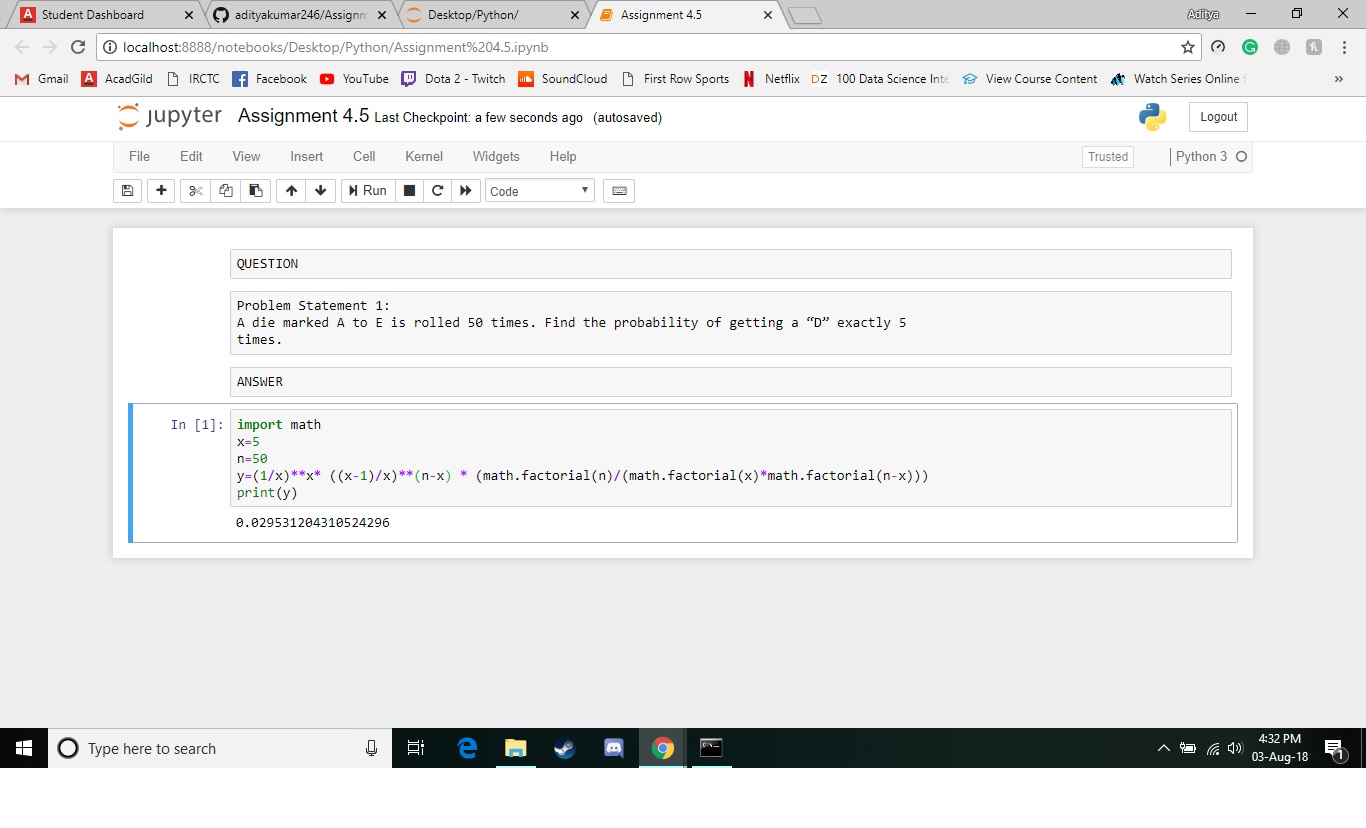 Student Dashboard
adityakumar246/Assignm
Desktop/Python/
Assignment 4.5
Aditya
localhost:8888/notebooks/Desktop/Python/Assignment%204.5.ipynb
Gmail
AcadGild
IRCTC
Facebook
YouTube
Dota 2 - Twitch
SoundCloud
First Row Sports
Netflix
DZ 100 Data Science Inte
View Course Content
Watch Series Online f
»
jupyter Assignment 4.5 Last Checkpoint: a few seconds ago (autosaved)
Logout
File Edit View Insert Cell Kernel Widgets Help
Trusted
Python 3
Run
Code
QUESTION
Problem Statement 1:
A die marked A to E is rolled 50 times. Find the probability of getting a “D” exactly 5
times.
ANSWER
In [1]:
import math
x=5
n=50
y=(1/x)**x* ((x-1)/x)**(n-x) * (math.factorial(n)/(math.factorial(x)*math.factorial(n-x)))
print(y)
0.029531204310524296
Type here to search
4:32 PM
03-Aug-18
1